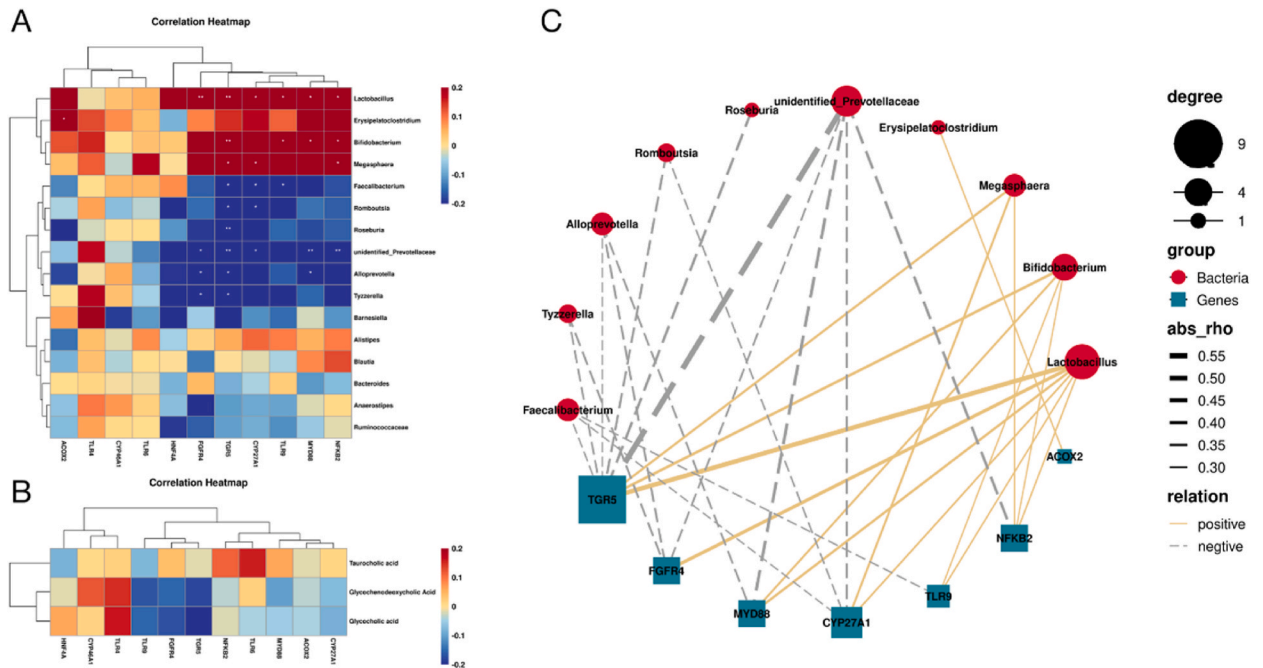 A
Correlation Heatmap
0.2
0.1
0
-0.1
-0.2
Lactobacillus
Erysipelatoclostridium
Bifidobacterium
Megasphaera
Faecalibacterium
Romboutsia
Roseburia
unidentified_Prevotellaceae
Alloprevotella
Tyzzerella
Barnesiella
Alistipes
Blautia
Bacteroides
Anaerostipes
Ruminococcaceae
ACOX2
TLR4
CYP46A1
TLR6
HNF4A
FGFR4
TGR5
CYP27A1
TLR9
MYD88
NFKB2
B
Correlation Heatmap
0.2
0.1
0
-0.1
-0.2
Taurocholic acid
Glycochenodeoxycholic Acid
Glycocholic acid
HNF4A
CYP46A1
TLR4
TLR9
FGFR4
TGR5
NFKB2
TLR6
MYD88
ACOX2
CYP27A1
C
unidentified_Prevotellaceae
Roseburia
Erysipelatoclostridium
Romboutsia
Megasphaera
Alloprevotella
Bifidobacterium
Tyzzerella
Lactobacillus
Faecalibacterium
ACOX2
TGR5
NFKB2
FGFR4
TLR9
MYD88
CYP27A1
degree
9
4
1
group
Bacteria
Genes
abs_rho
0.55
0.50
0.45
0.40
0.35
0.30
relation
positive
negtive